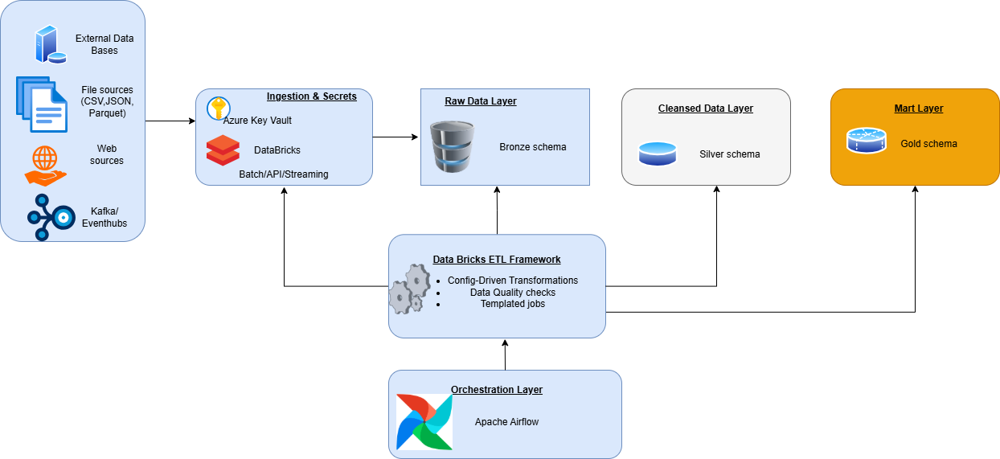 External Data
Bases
File sources
(CSV,JSON,
Parquet)
Web
sources
Kafka/
Eventhubs
Ingestion & Secrets
Azure Key Vault
DataBricks
Batch/API/Streaming
Raw Data Layer
Bronze schema
Cleansed Data Layer
Silver schema
Mart Layer
Gold schema
Data Bricks ETL Framework
Config-Driven Transformations
Data Quality checks
Templated jobs
Orchestration Layer
Apache Airflow